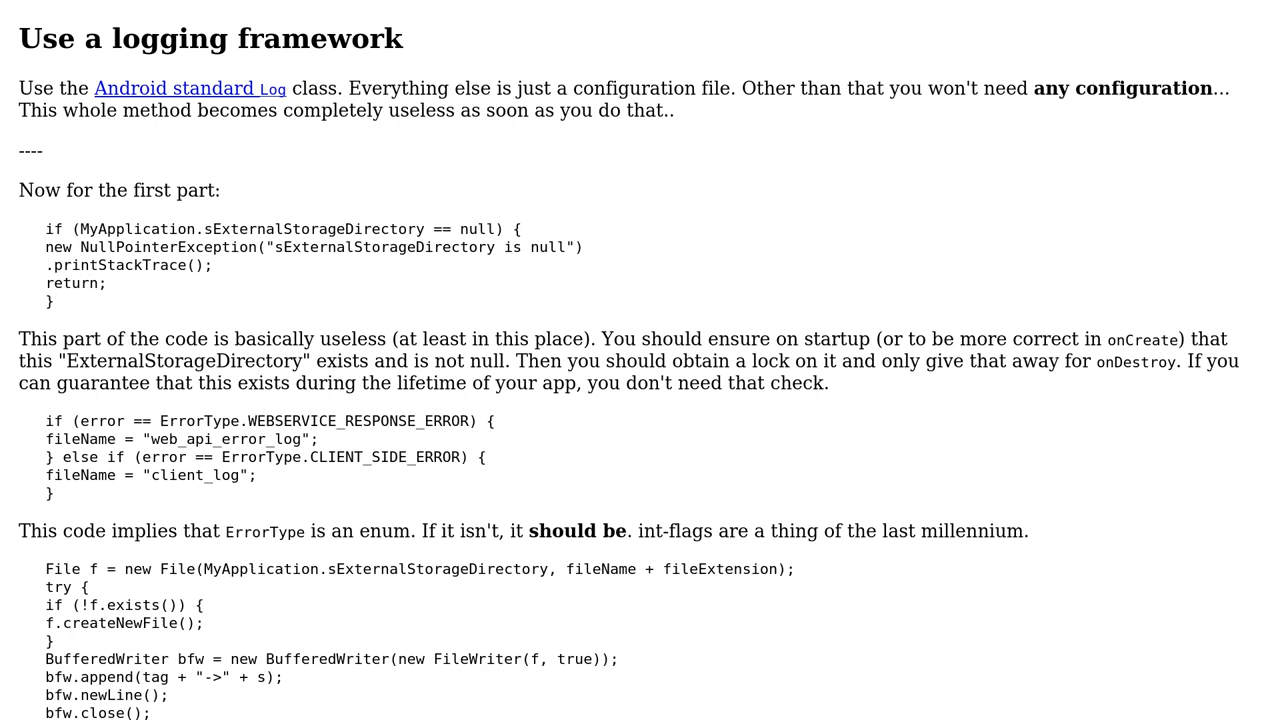 Use a logging framework
Use the Android standard Log class. Everything else is just a configuration file. Other than that you won't need any configuration...
This whole method becomes completely useless as soon as you do that..
----
Now for the first part:
if (MyApplication.sExternalStorageDirectory == null) {
new NullPointerException("sExternalStorageDirectory is null")
.printStackTrace();
return;
}
This part of the code is basically useless (at least in this place). You should ensure on startup (or to be more correct in onCreate) that
this "ExternalStorageDirectory" exists and is not null. Then you should obtain a lock on it and only give that away for onDestroy. If you
can guarantee that this exists during the lifetime of your app, you don't need that check.
if (error == ErrorType.WEBSERVICE_RESPONSE_ERROR) {
fileName = "web_api_error_log";
} else if (error == ErrorType.CLIENT_SIDE_ERROR) {
fileName = "client_log";
}
This code implies that ErrorType is an enum. If it isn't, it should be. int-flags are a thing of the last millennium.
File f = new File(MyApplication.sExternalStorageDirectory, fileName + fileExtension);
try {
if (!f.exists()) {
f.createNewFile();
}
BufferedWriter bfw = new BufferedWriter(new FileWriter(f, true));
bfw.append(tag + "->" + s);
bfw.newLine();
bfw.close();